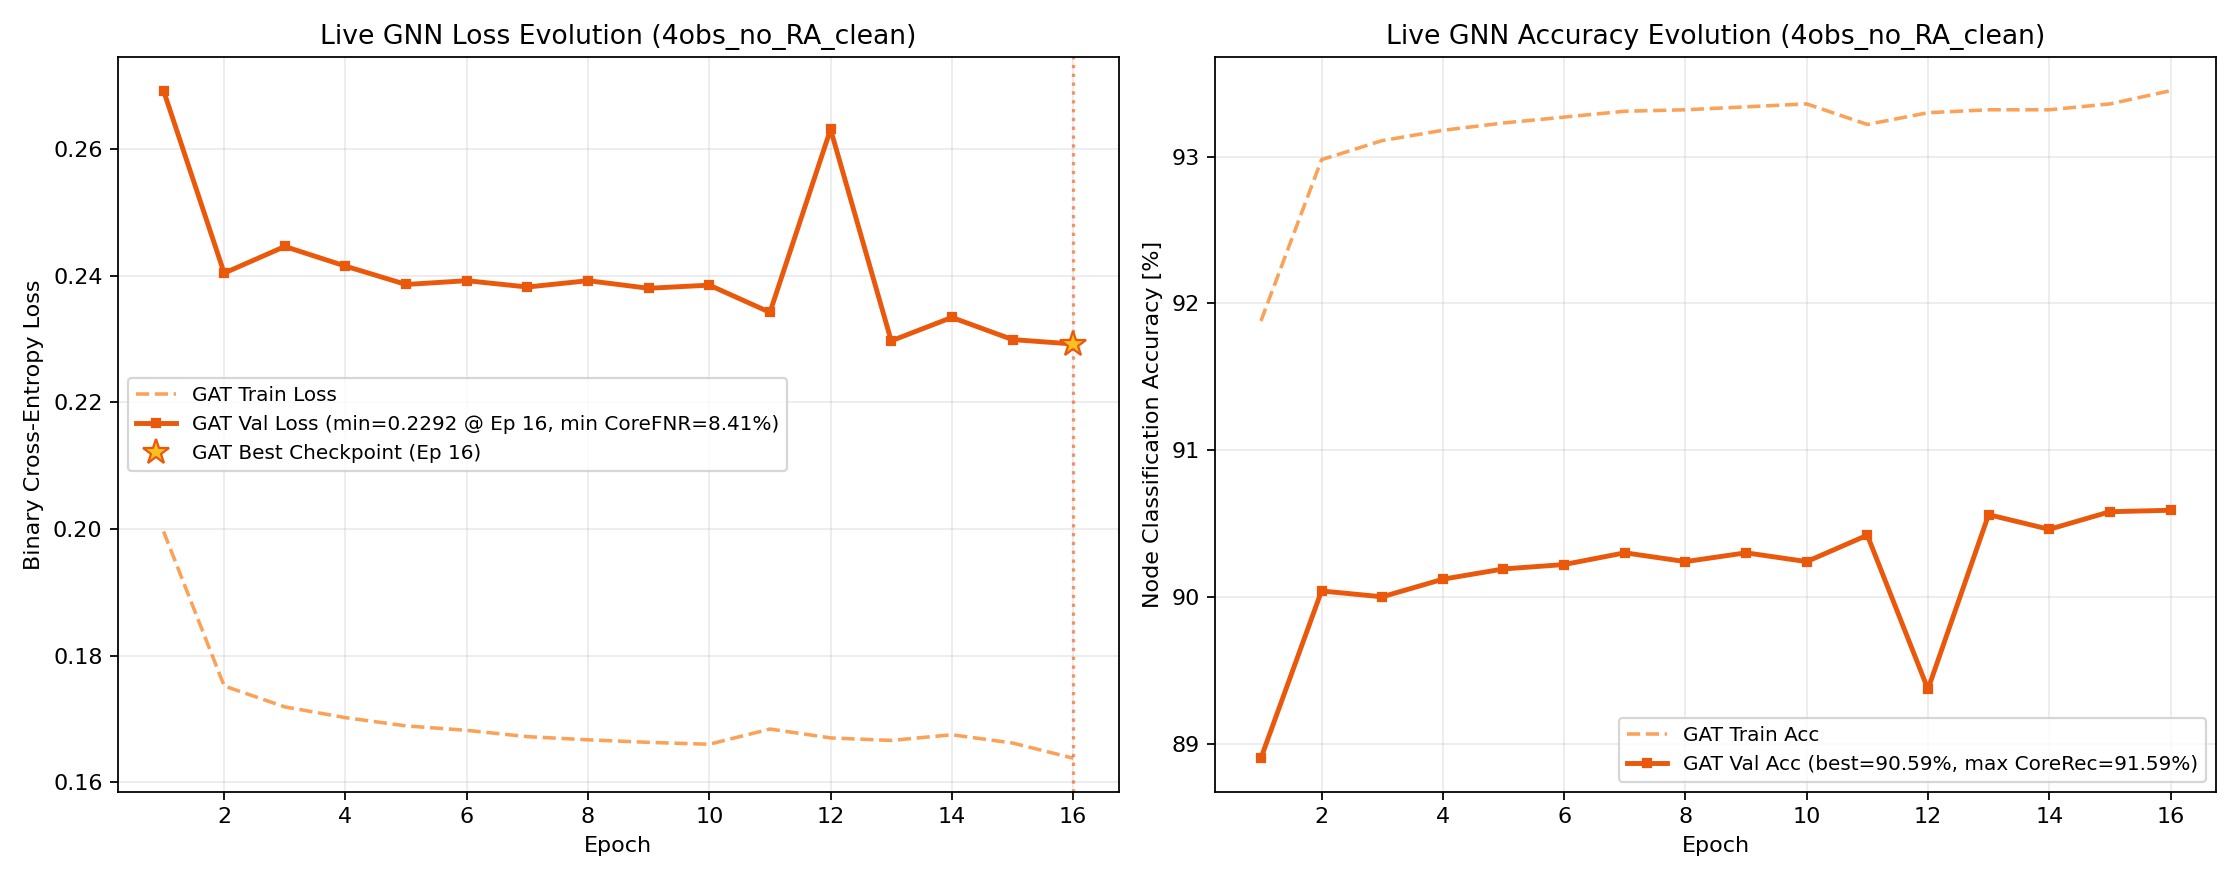 Live GNN Loss Evolution (4obs_no_RA_clean)
Binary Cross-Entropy Loss
0.26
0.24
0.22
0.20
0.18
0.16
GAT Train Loss
GAT Val Loss (min=0.2292 @ Ep 16, min CoreFNR=8.41%)
GAT Best Checkpoint (Ep 16)
2 4 6 8 10 12 14 16
Epoch
Live GNN Accuracy Evolution (4obs_no_RA_clean)
Node Classification Accuracy [%]
93
92
91
90
89
GAT Train Acc
GAT Val Acc (best=90.59%, max CoreRec=91.59%)
2 4 6 8 10 12 14 16
Epoch